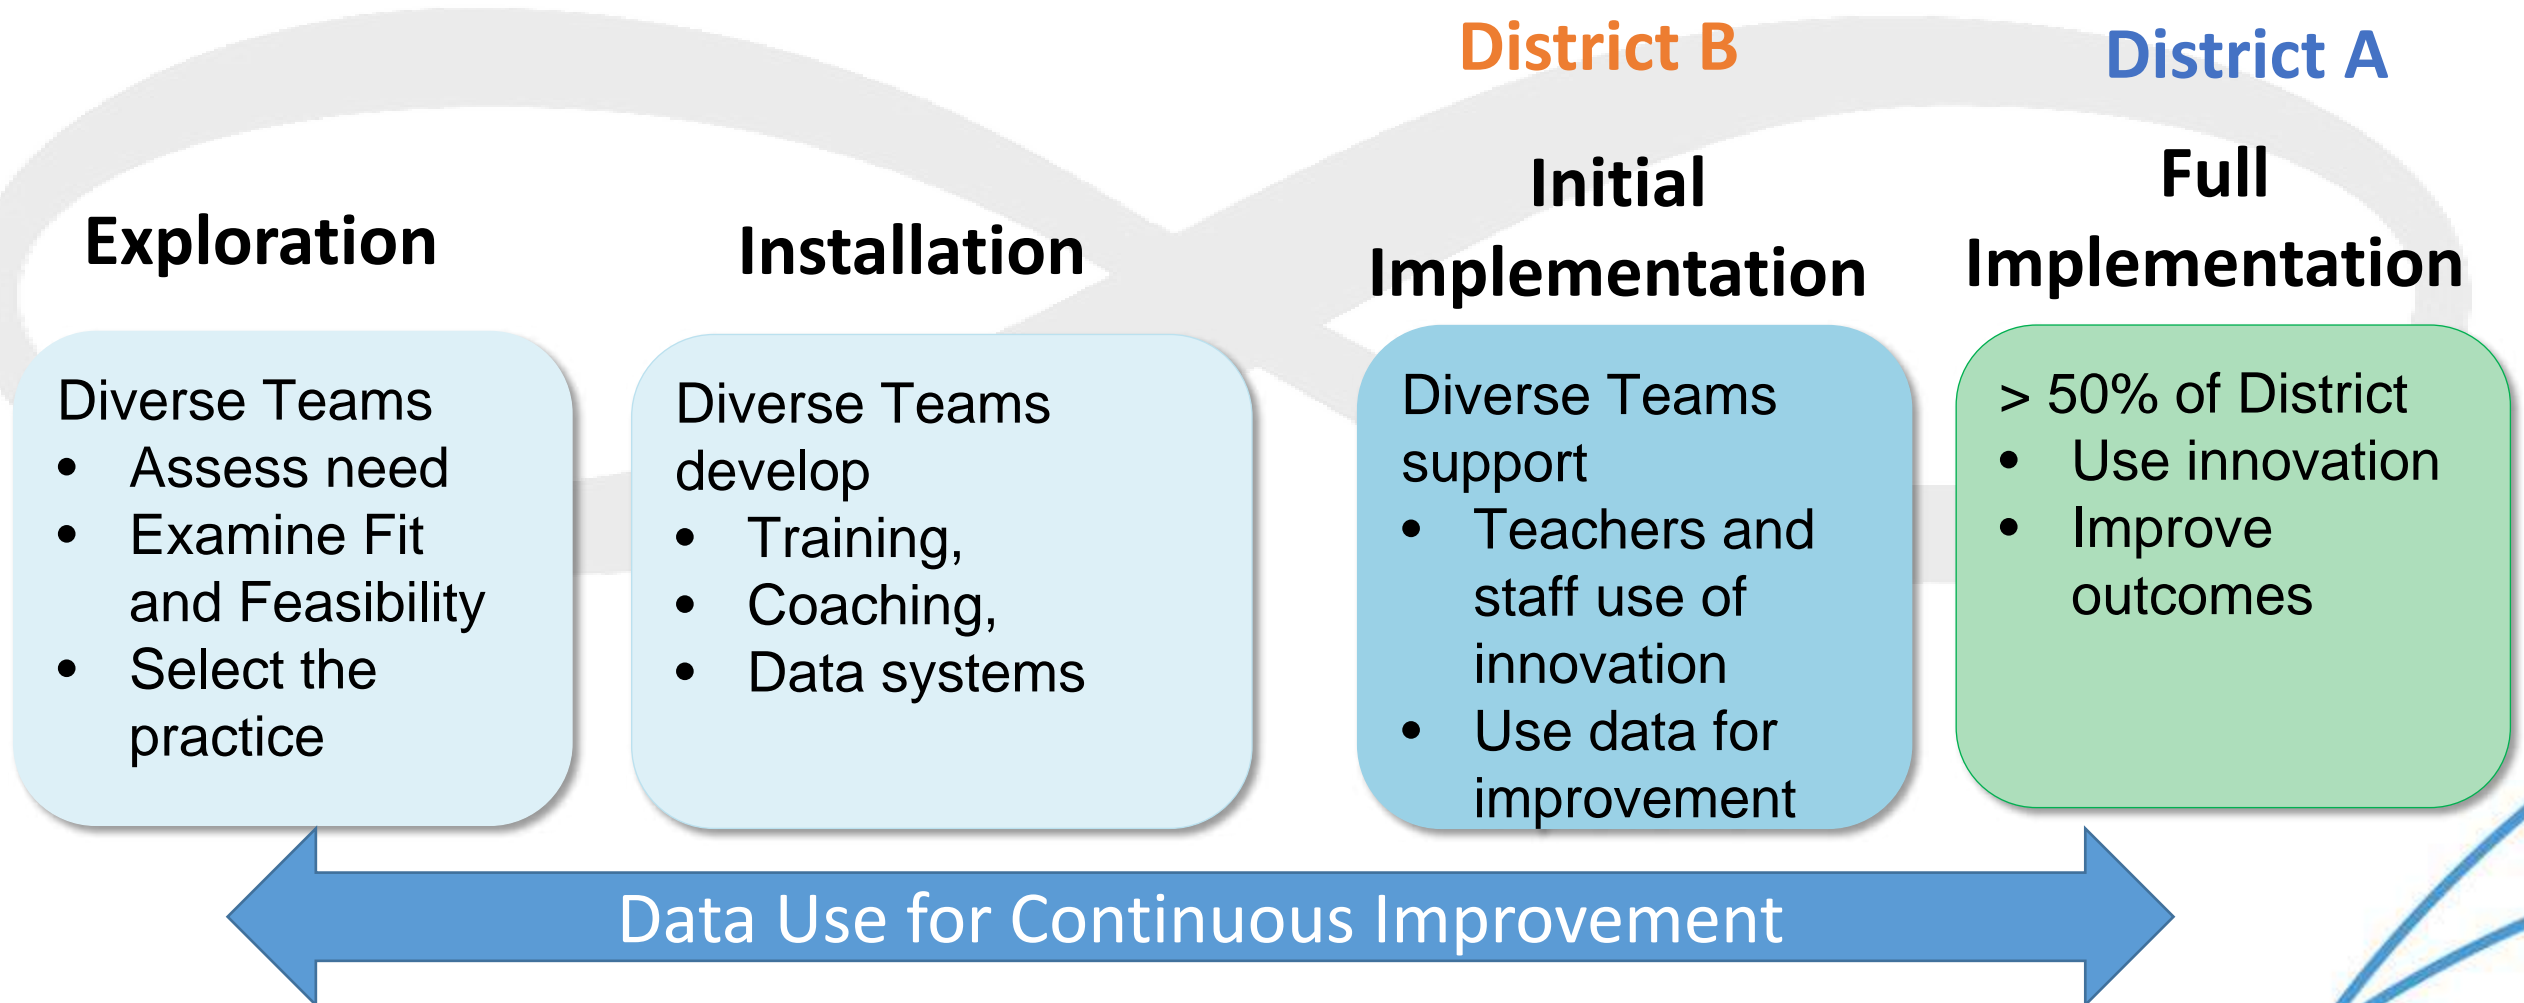 District B
District A
Exploration
Installation
Initial
Implementation
Full
Implementation
Diverse Teams
• Assess need
• Examine Fit
and Feasibility
• Select the
practice
Diverse Teams
develop
• Training,
• Coaching,
• Data systems
Diverse Teams
support
• Teachers and
staff use of
innovation
• Use data for
improvement
> 50% of District
• Use innovation
• Improve
outcomes
Data Use for Continuous Improvement